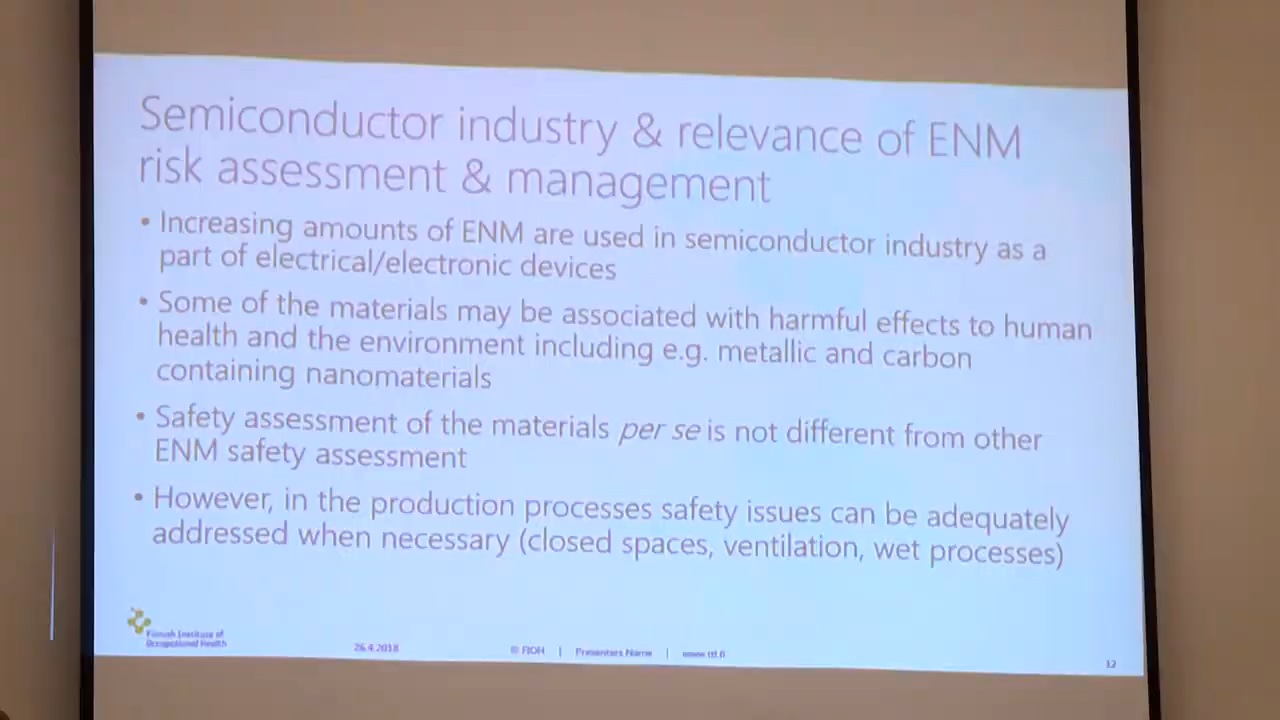 Semiconductor industry & relevance of ENM
risk assessment & management
• Increasing amounts of ENM are used in semiconductor industry as a
part of electrical/electronic devices
• Some of the materials may be associated with harmful effects to human
health and the environment including e.g. metallic and carbon
containing nanomaterials
• Safety assessment of the materials per se is not different from other
ENM safety assessment
• However, in the production processes safety issues can be adequately
addressed when necessary (closed spaces, ventilation, wet processes)
Finnish Institute of
Occupational Health
26.4.2018
© FIOH | Presenters Name | www.ttl.fi
12